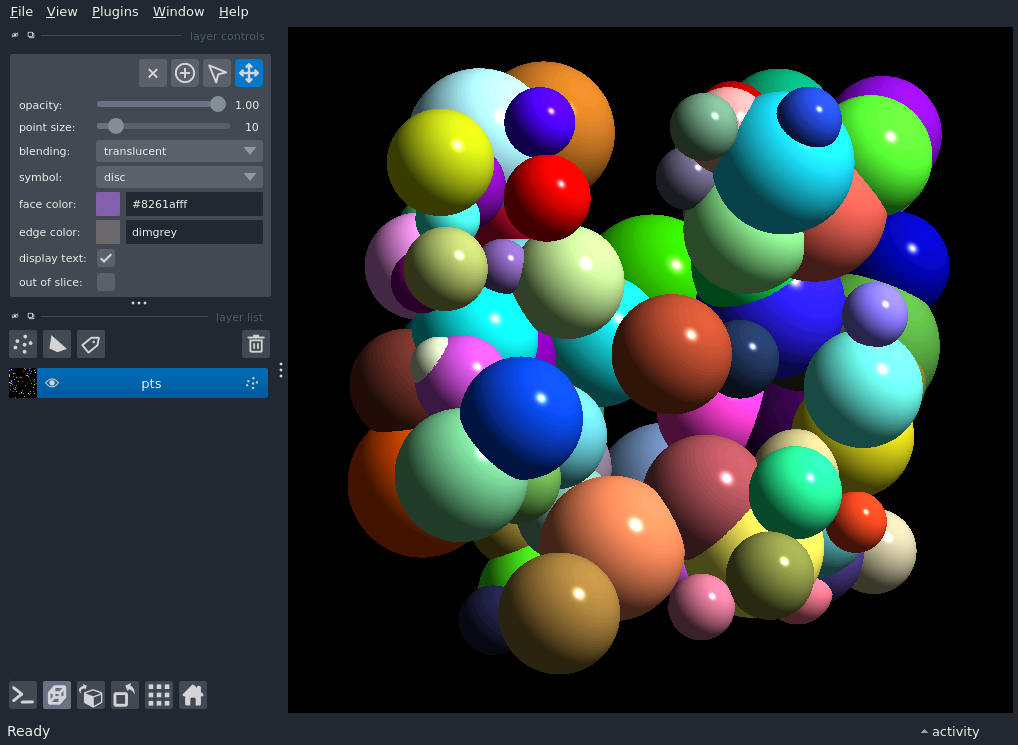 File View Plugins Window Help
layer controls
opacity: 1.00
point size: 10
blending: translucent
symbol: disc
face color: #8261afff
edge color: dimgrey
display text:
out of slice:
layer list
pts
Ready
activity